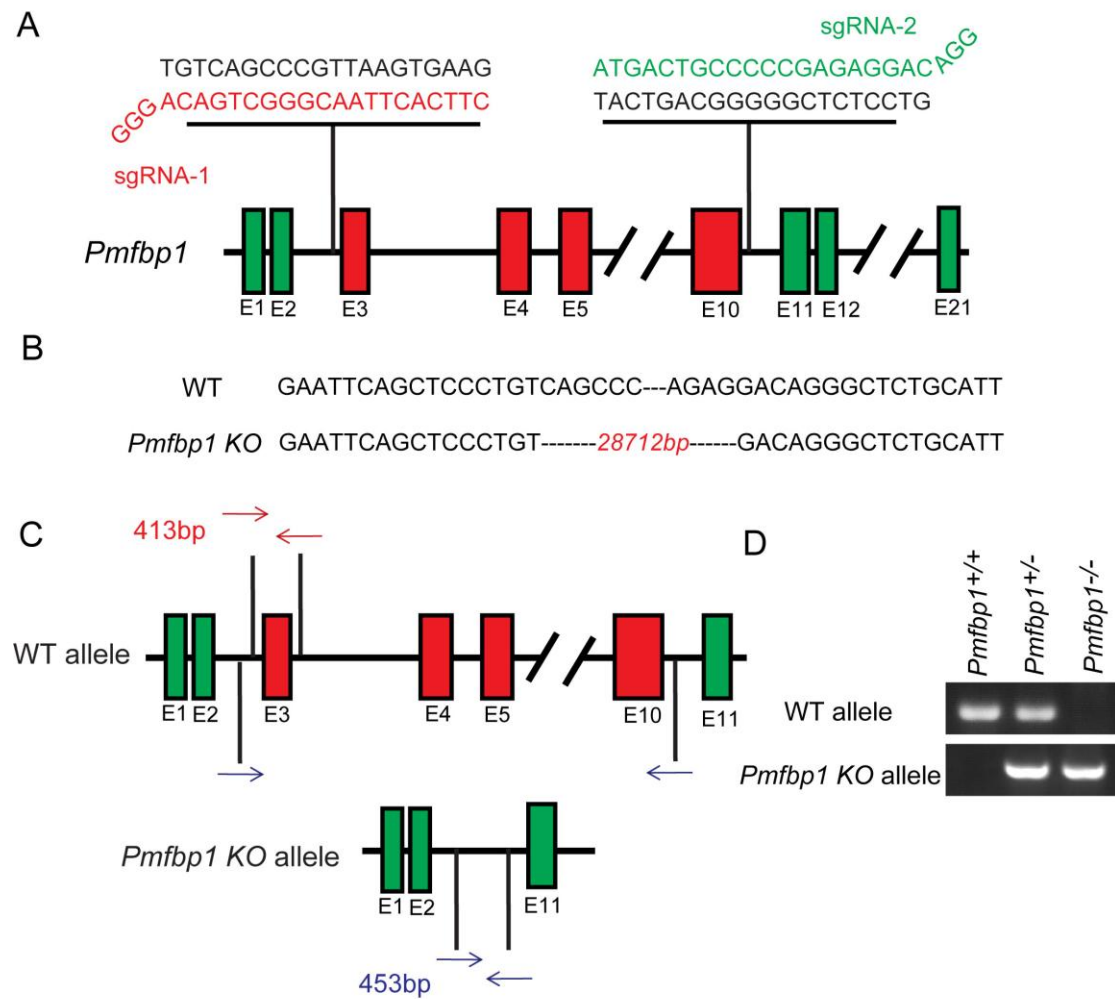 A
sgRNA-2
TGTCAGCCCGTTAAGTGAAG
ATGACTGCCCCCGAGAGGAC AGG
GGG ACAGTCGGGCAATTCACTTC
TACTGACGGGGGCTCTCCTG
sgRNA-1
Pmfbp1
E1 E2 E3 E4 E5 E10 E11 E12 E21
B
WT GAATTCAGCTCCCTGTCAGCCC---AGAGGACAGGGCTCTGCATT
Pmfbp1 KO GAATTCAGCTCCCTGT-------28712bp------GACAGGGCTCTGCATT
C
413bp
WT allele
E1 E2 E3 E4 E5 E10 E11
Pmfbp1 KO allele
E1 E2 E11
453bp
D
Pmfbp1+/+ Pmfbp1+/- Pmfbp1-/-
WT allele
Pmfbp1 KO allele